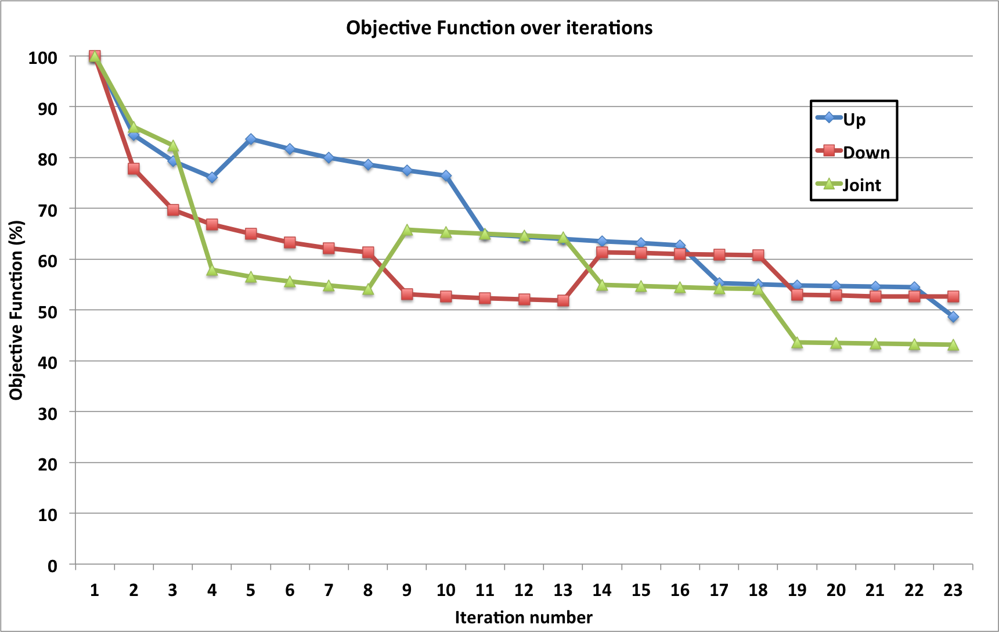 Objective Function over iterations
100
90
80
70
60
50
40
30
20
10
0
Objective Function (%)
Up
Down
Joint
1 2 3 4 5 6 7 8 9 10 11 12 13 14 15 16 17 18 19 20 21 22 23
Iteration number